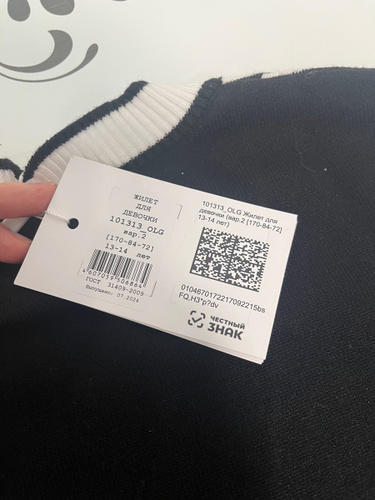 ЖИЛЕТ
ДЛЯ
ДЕВОЧКИ
101313_OLG
вар.2
[170-84-72]
13-14 лет
ГОСТ 31409-2009
Выпущено: 07.2024
101313_OLG Жилет для
девочки (вар.2 [170-84-72]
13-14 лет)
0104670172217092215bs
FQ,H3*p?dv
ЧЕСТНЫЙ
ЗНАК